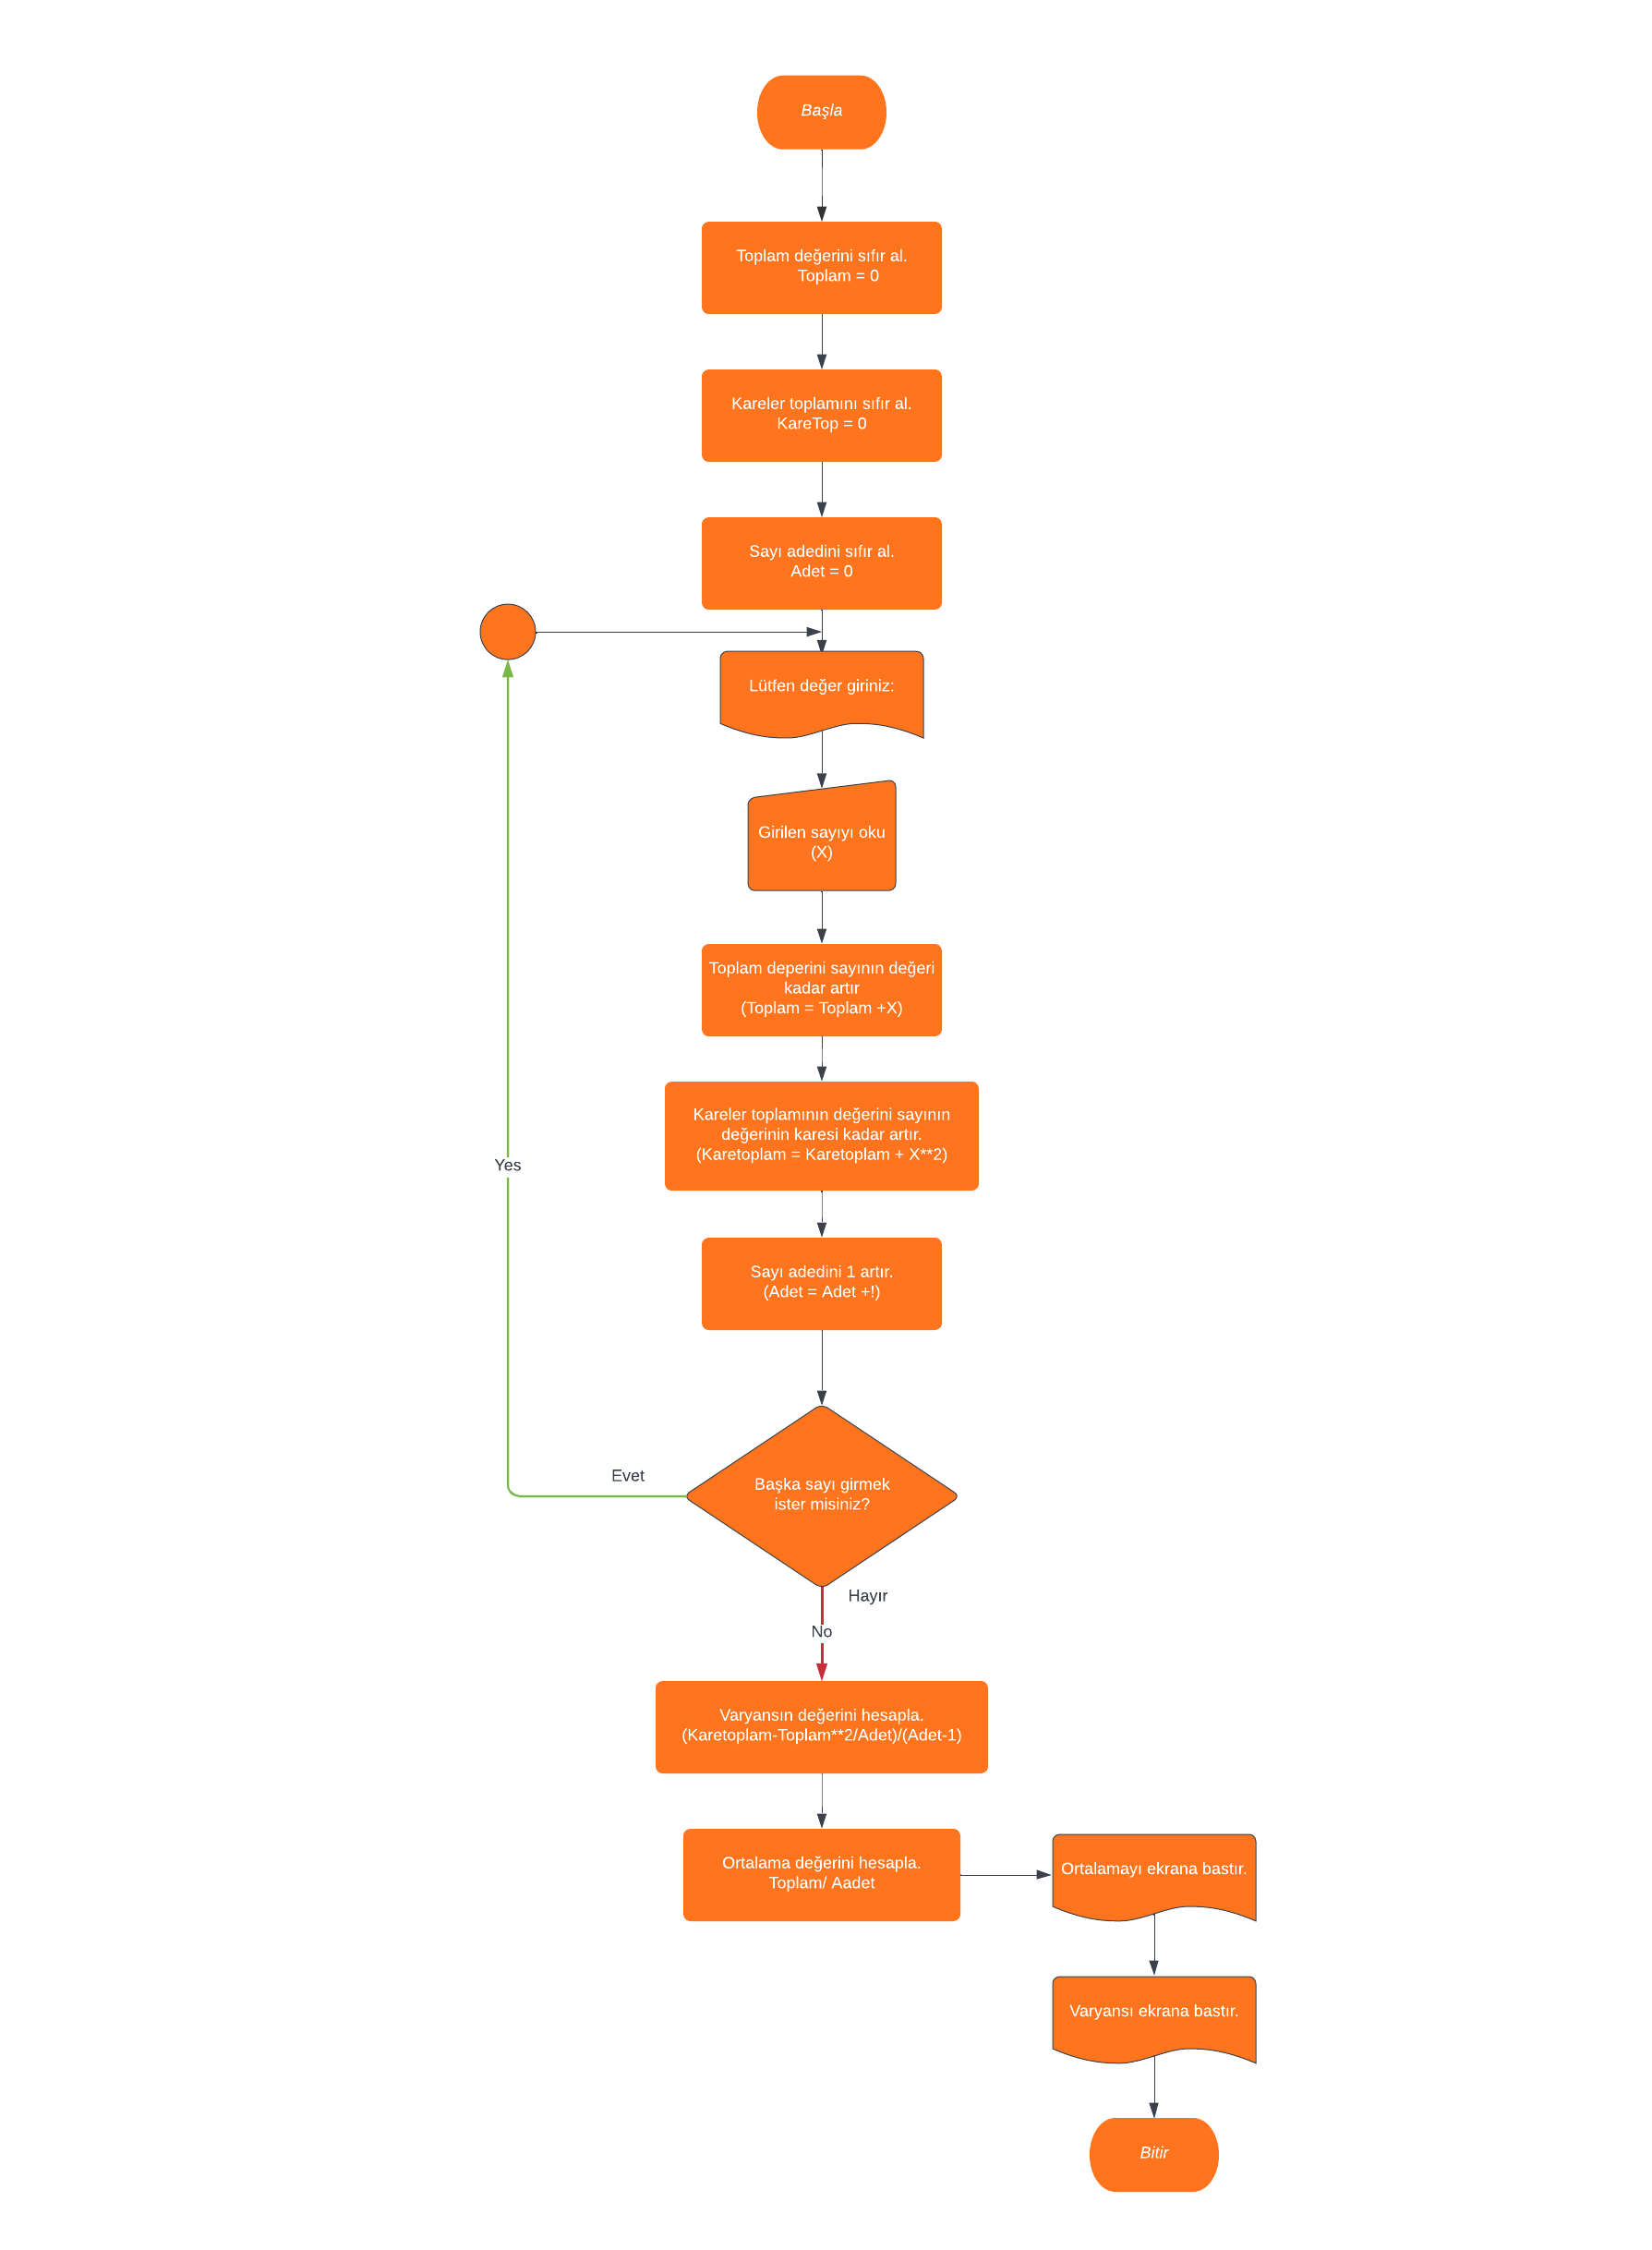 Başla
Toplam değerini sıfır al.
Toplam = 0
Kareler toplamını sıfır al.
KareTop = 0
Sayı adedini sıfır al.
Adet = 0
Lütfen değer giriniz:
Girilen sayıyı oku
(X)
Toplam deperini sayının değeri
kadar artır
(Toplam = Toplam +X)
Kareler toplamının değerini sayının
değerinin karesi kadar artır.
(Karetoplam = Karetoplam + X**2)
Yes
Sayı adedini 1 artır.
(Adet = Adet +!)
Evet
Başka sayı girmek
ister misiniz?
Hayır
No
Varyansın değerini hesapla.
(Karetoplam-Toplam**2/Adet)/(Adet-1)
Ortalama değerini hesapla.
Toplam/ Aadet
Ortalamayı ekrana bastır.
Varyansı ekrana bastır.
Bitir